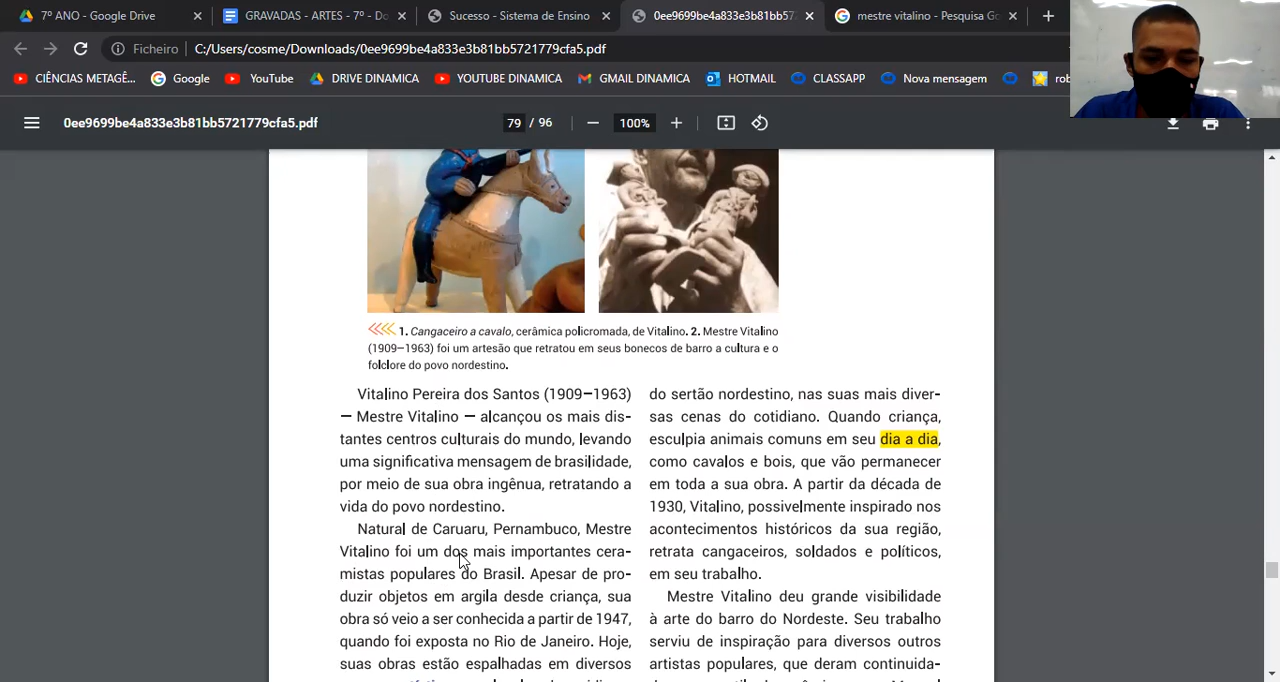 7º ANO - Google Drive
GRAVADAS - ARTES - 7º - Do
Sucesso - Sistema de Ensino
0ee9699be4a833e3b81bb57
mestre vitalino - Pesquisa Go
Ficheiro
C:/Users/cosme/Downloads/0ee9699be4a833e3b81bb5721779cfa5.pdf
CIÊNCIAS METAGÊ...
Google
YouTube
DRIVE DINAMICA
YOUTUBE DINAMICA
GMAIL DINAMICA
HOTMAIL
CLASSAPP
Nova mensagem
rob
0ee9699be4a833e3b81bb5721779cfa5.pdf
79 / 96
100%
1. Cangaceiro a cavalo, cerâmica policromada, de Vitalino. 2. Mestre Vitalino
(1909–1963) foi um artesão que retratou em seus bonecos de barro a cultura e o
folclore do povo nordestino.
Vitalino Pereira dos Santos (1909–1963)
– Mestre Vitalino – alcançou os mais dis-
tantes centros culturais do mundo, levando
uma significativa mensagem de brasilidade,
por meio de sua obra ingênua, retratando a
vida do povo nordestino.
Natural de Caruaru, Pernambuco, Mestre
Vitalino foi um dos mais importantes cera-
mistas populares do Brasil. Apesar de pro-
duzir objetos em argila desde criança, sua
obra só veio a ser conhecida a partir de 1947,
quando foi exposta no Rio de Janeiro. Hoje,
suas obras estão espalhadas em diversos
do sertão nordestino, nas suas mais diver-
sas cenas do cotidiano. Quando criança,
esculpia animais comuns em seu dia a dia,
como cavalos e bois, que vão permanecer
em toda a sua obra. A partir da década de
1930, Vitalino, possivelmente inspirado nos
acontecimentos históricos da sua região,
retrata cangaceiros, soldados e políticos,
em seu trabalho.
Mestre Vitalino deu grande visibilidade
à arte do barro do Nordeste. Seu trabalho
serviu de inspiração para diversos outros
artistas populares, que deram continuida-